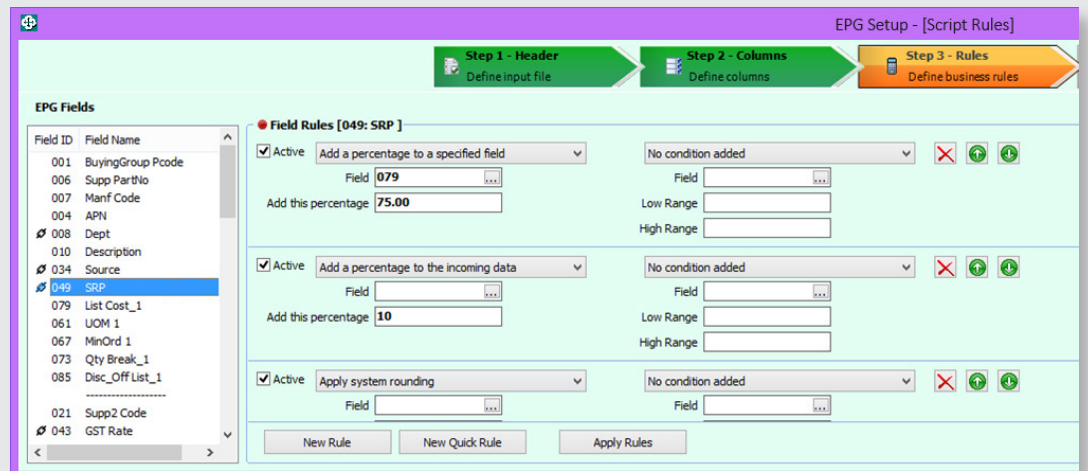 EPG Setup - [Script Rules]
Step 1 - Header
Define input file
Step 2 - Columns
Define columns
Step 3 - Rules
Define business rules
EPG Fields
Field ID Field Name
001 BuyingGroup Pcode
006 Supp PartNo
007 Manf Code
004 APN
008 Dept
010 Description
034 Source
049 SRP
079 List Cost_1
061 UOM 1
067 MinOrd 1
073 Qty Break_1
085 Disc_Off List_1
-------------------
021 Supp2 Code
043 GST Rate
Field Rules [049: SRP ]
Active Add a percentage to a specified field No condition added
Field 079 ... Field ...
Add this percentage 75.00 Low Range
High Range
Active Add a percentage to the incoming data No condition added
Field ... Field ...
Add this percentage 10 Low Range
High Range
Active Apply system rounding No condition added
Field ... Field ...
New Rule New Quick Rule Apply Rules